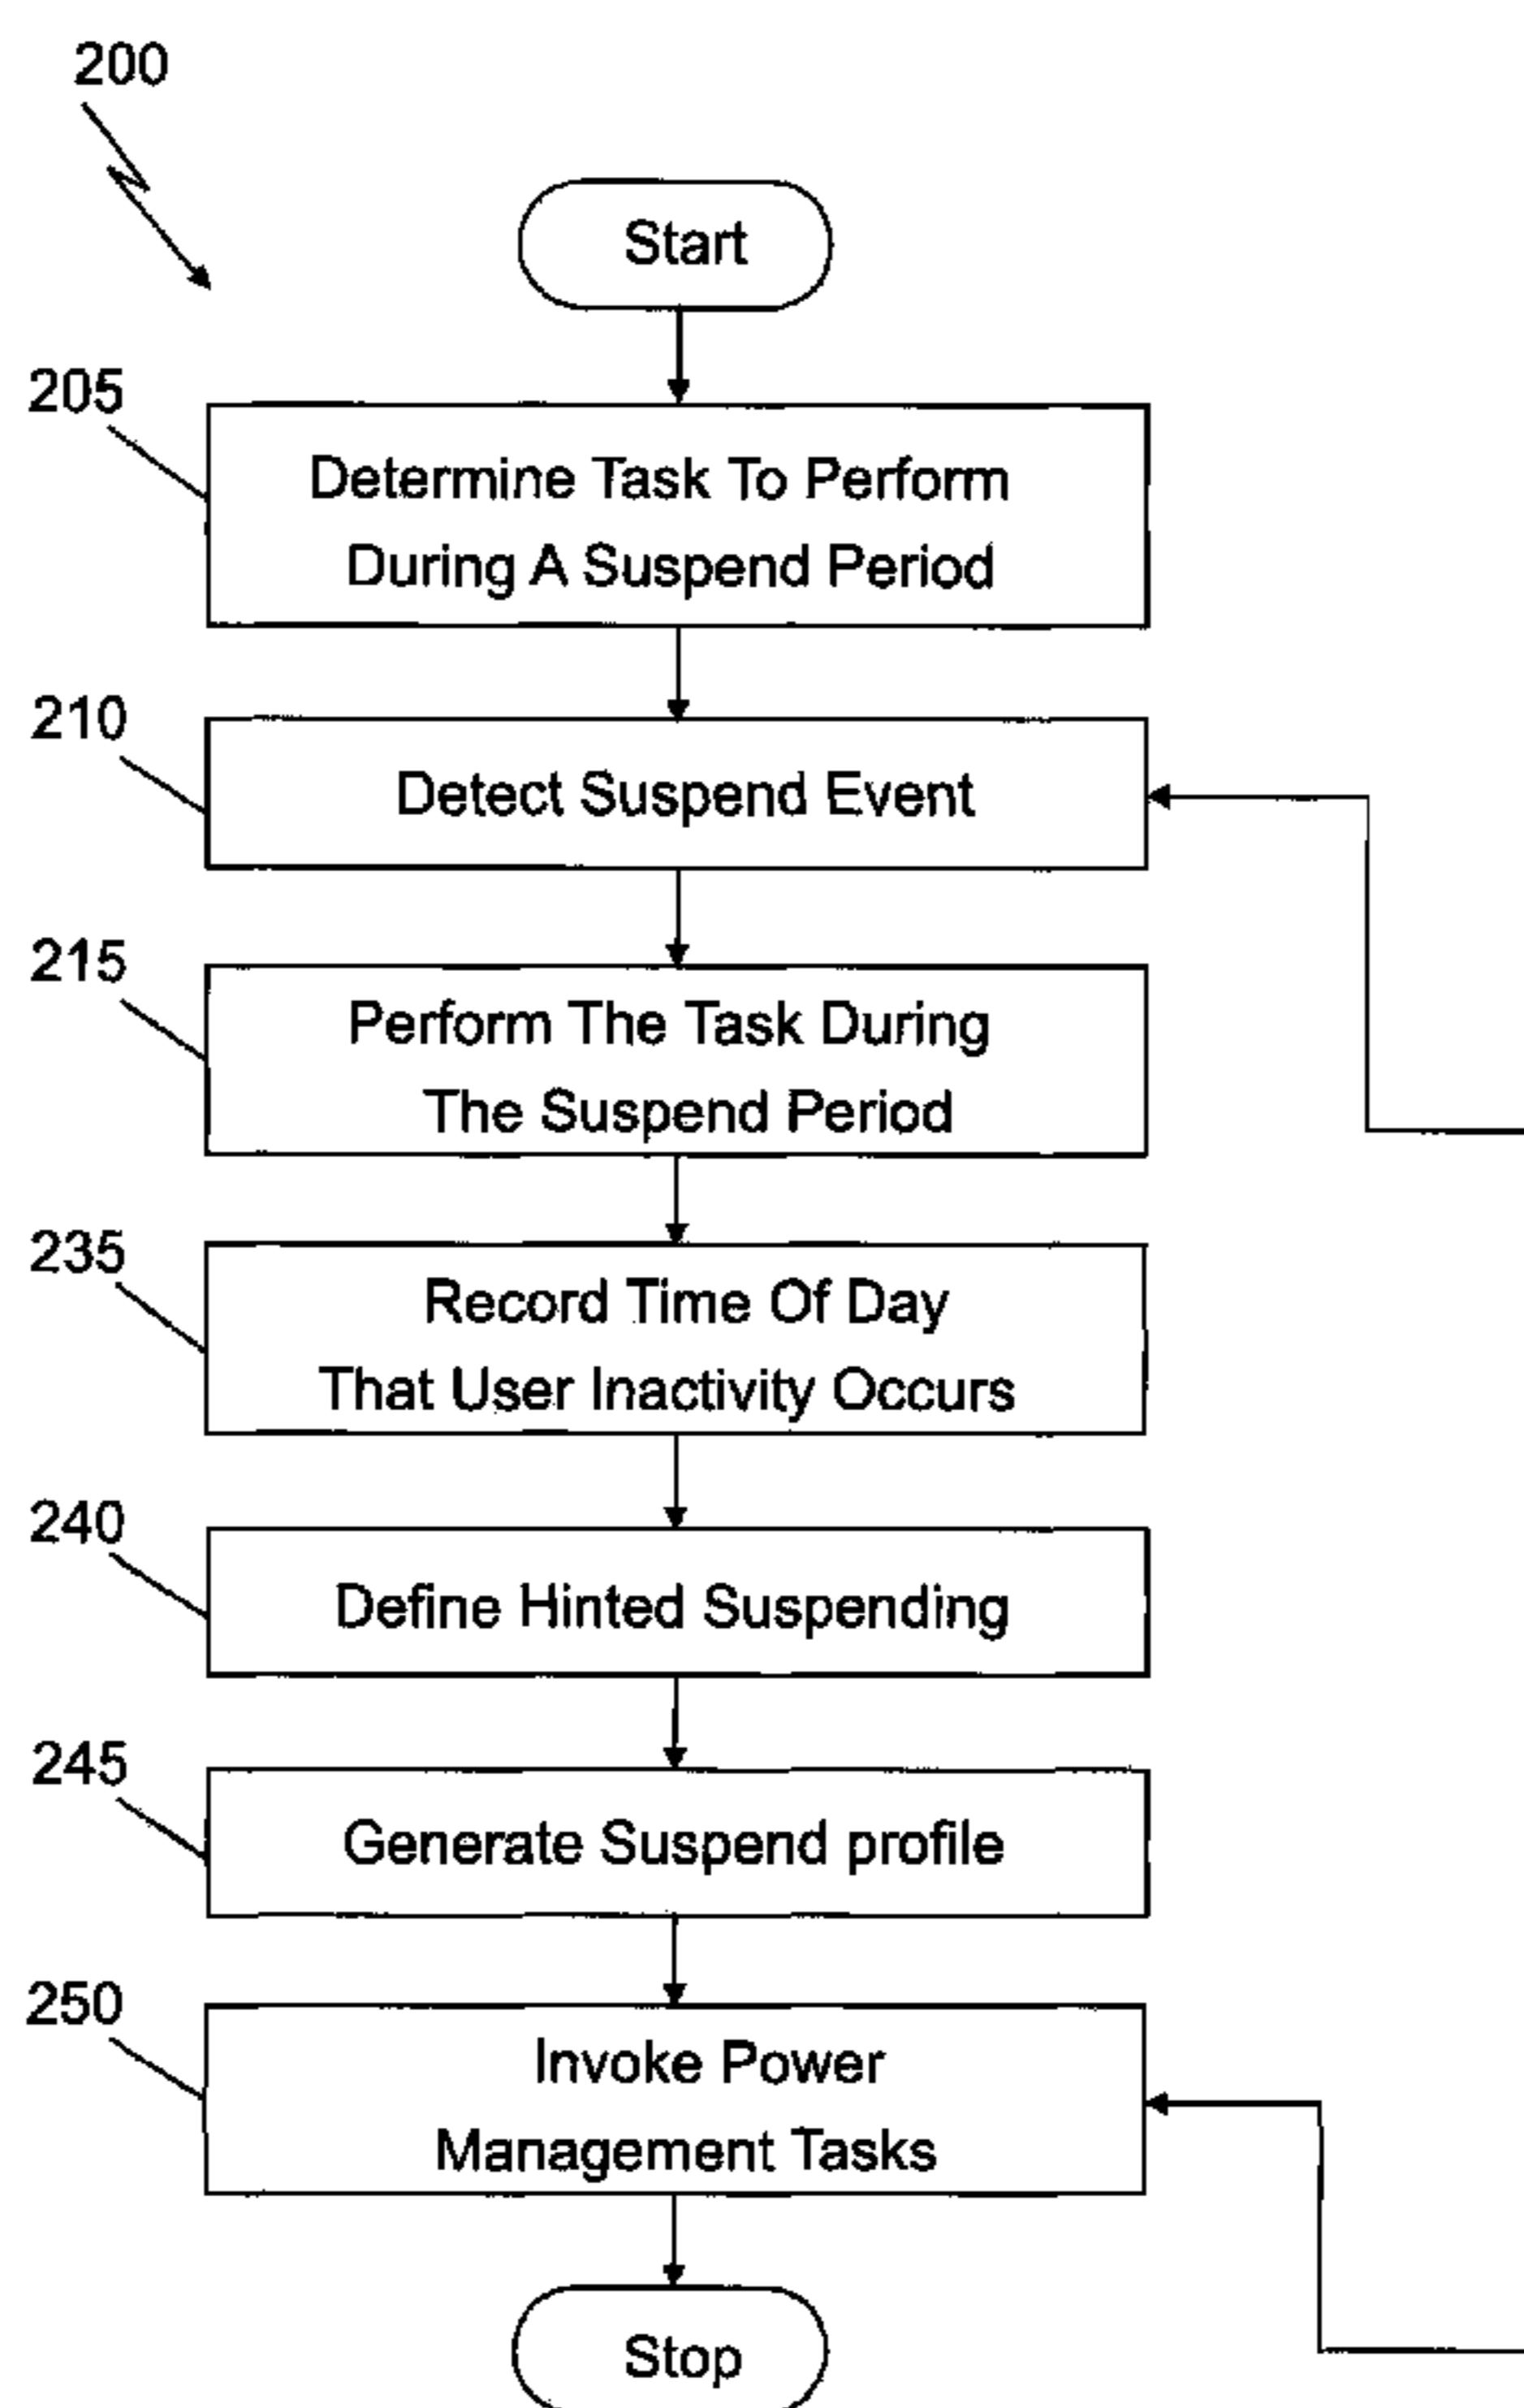 200
Start
205
Determine Task To Perform
During A Suspend Period
210
Detect Suspend Event
215
Perform The Task During
The Suspend Period
235
Record Time Of Day
That User Inactivity Occurs
240
Define Hinted Suspending
245
Generate Suspend profile
250
Invoke Power
Management Tasks
Stop